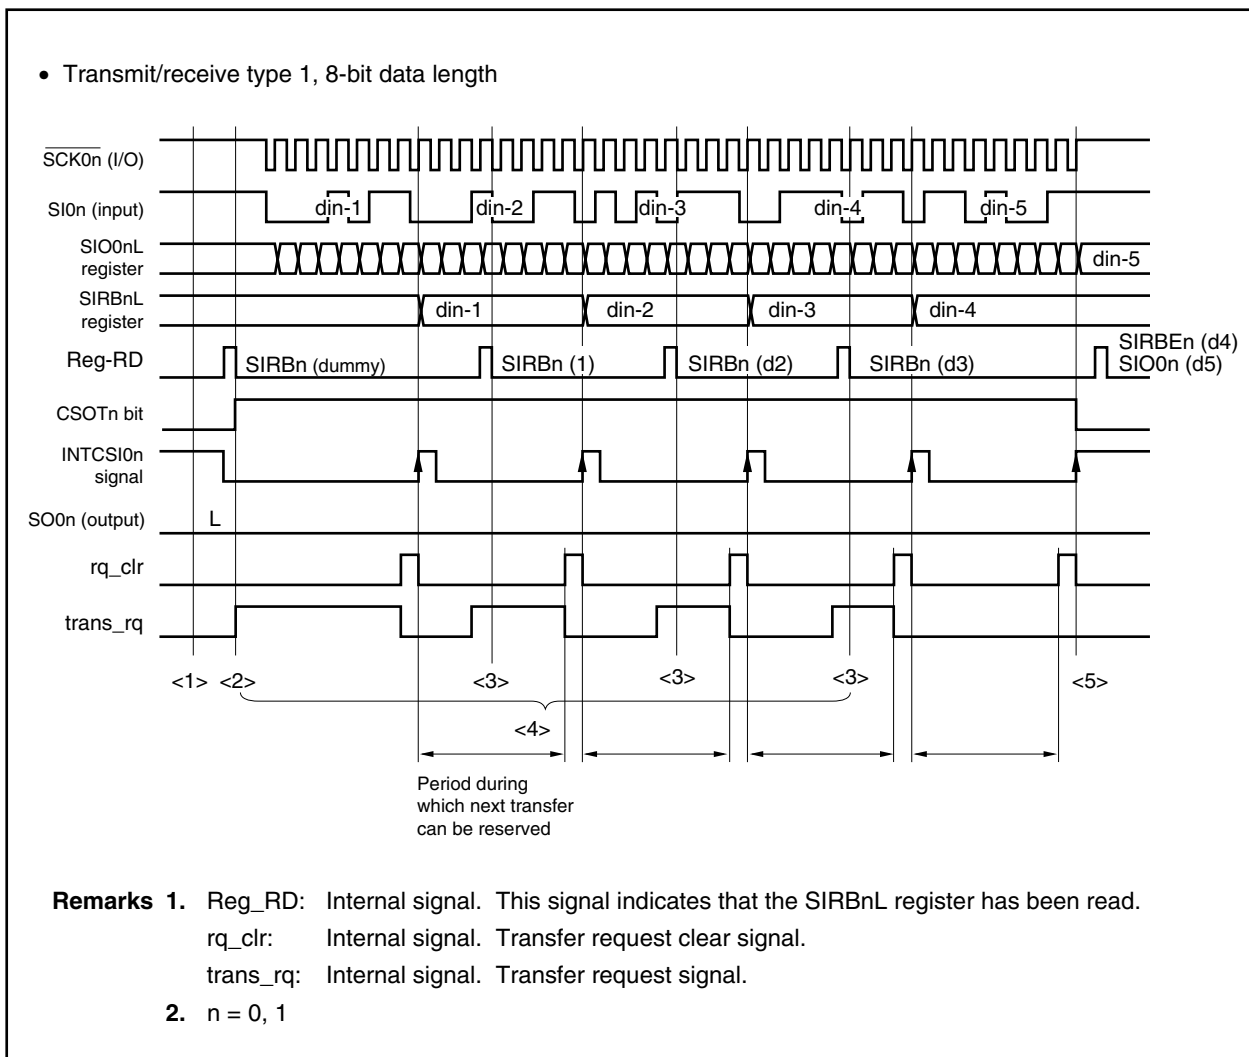 • Transmit/receive type 1, 8-bit data length
SCK0n (I/O)
SI0n (input)
din-1
din-2
din-3
din-4
din-5
SIO0nL
register
din-5
SIRBnL
register
din-1
din-2
din-3
din-4
Reg-RD
SIRBn (dummy)
SIRBn (1)
SIRBn (d2)
SIRBn (d3)
SIRBEn (d4)
SIO0n (d5)
CSOTn bit
INTCSI0n
signal
SO0n (output)
L
rq_clr
trans_rq
<1>
<2>
<3>
<3>
<3>
<5>
<4>
Period during
which next transfer
can be reserved
Remarks 1. Reg_RD: Internal signal. This signal indicates that the SIRBnL register has been read.
rq_clr: Internal signal. Transfer request clear signal.
trans_rq: Internal signal. Transfer request signal.
2. n = 0, 1